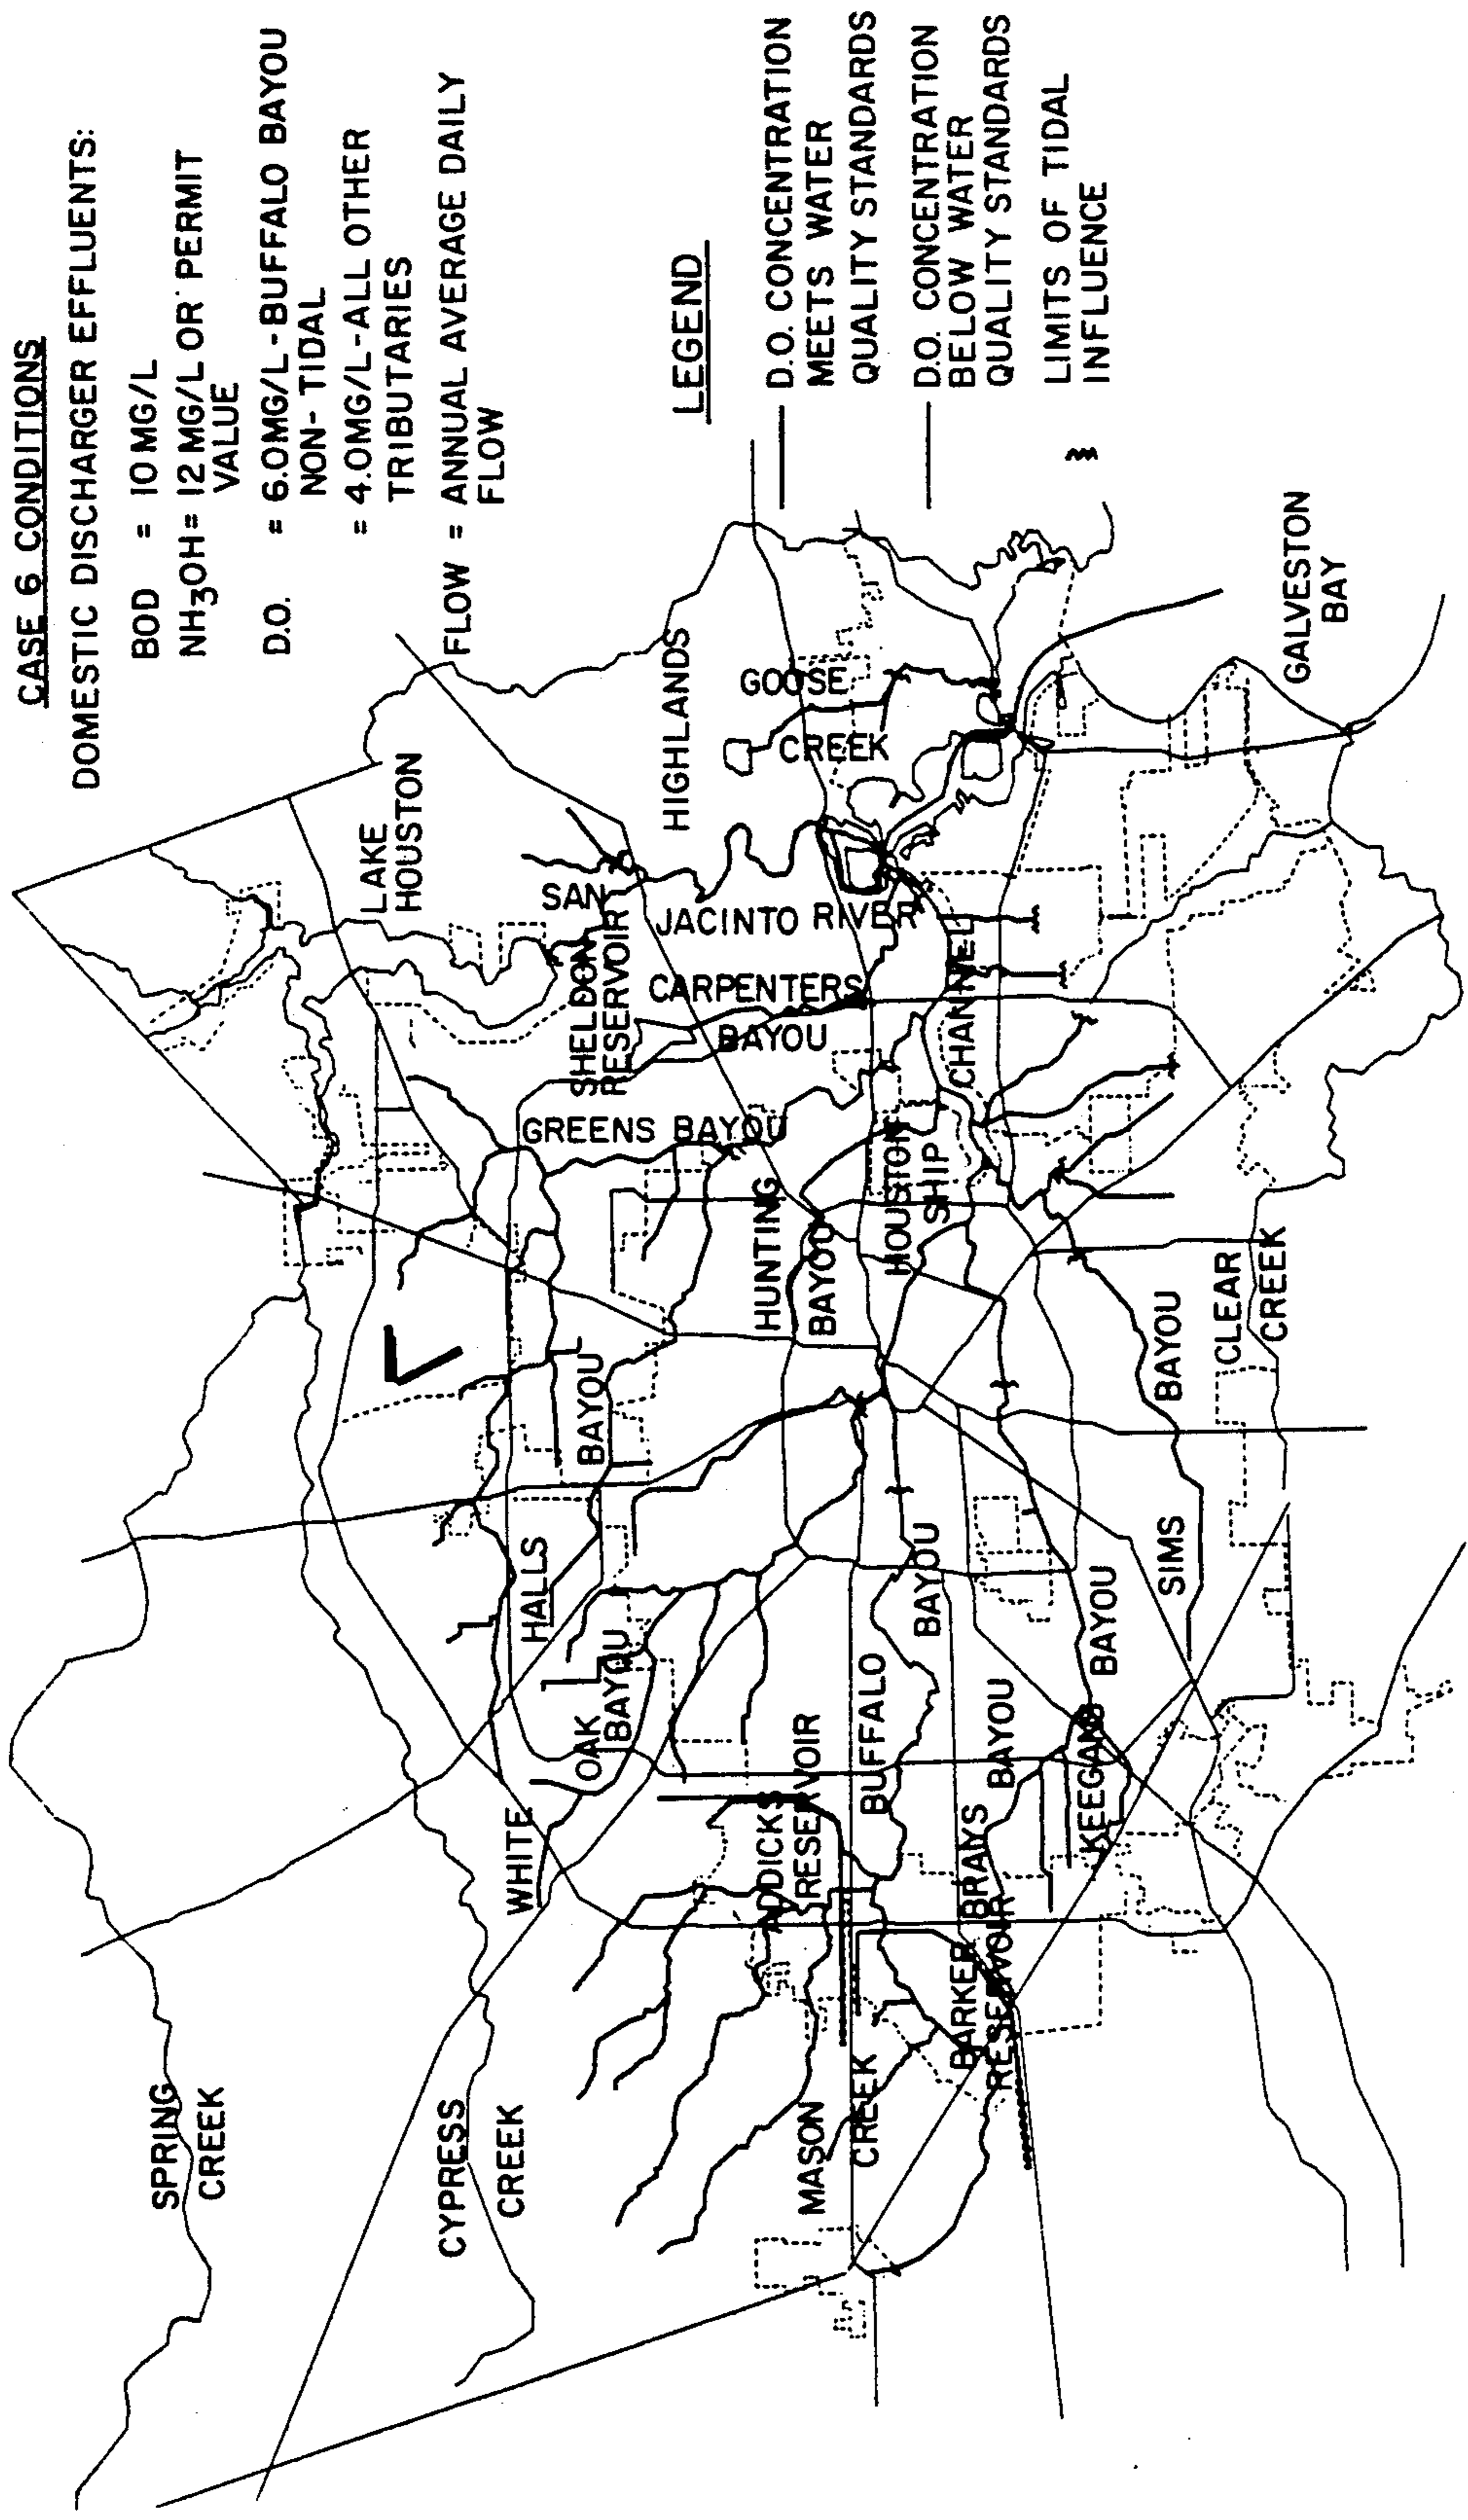 CASE 6 CONDITIONS
DOMESTIC DISCHARGER EFFLUENTS:
BOD = 10 MG/L
NH3OH = 12 MG/L OR PERMIT
VALUE
D.O. = 6.0 MG/L - BUFFALO BAYOU
NON-TIDAL
= 4.0 MG/L - ALL OTHER
TRIBUTARIES
FLOW = ANNUAL AVERAGE DAILY
FLOW
LEGEND
D.O. CONCENTRATION
MEETS WATER
QUALITY STANDARDS
D.O. CONCENTRATION
BELOW WATER
QUALITY STANDARDS
LIMITS OF TIDAL
INFLUENCE
SPRING
CREEK
CYPRESS
CREEK
LAKE
HOUSTON
WHITE
OAK
BAYOU
HALLS
BAYOU
GREENS BAYOU
SHELDON
RESERVOIR
SAN
JACINTO RIVER
HIGHLANDS
GOOSE
CREEK
CARPENTERS
BAYOU
HUNTING
BAYOU
HOUSTON
SHIP
CHANNEL
ADDICKS
RESERVOIR
MASON
CREEK
BUFFALO
BAYOU
BARKER
RESERVOIR
BRAYS
BAYOU
KEEGANS
BAYOU
SIMS
BAYOU
CLEAR
CREEK
GALVESTON
BAY